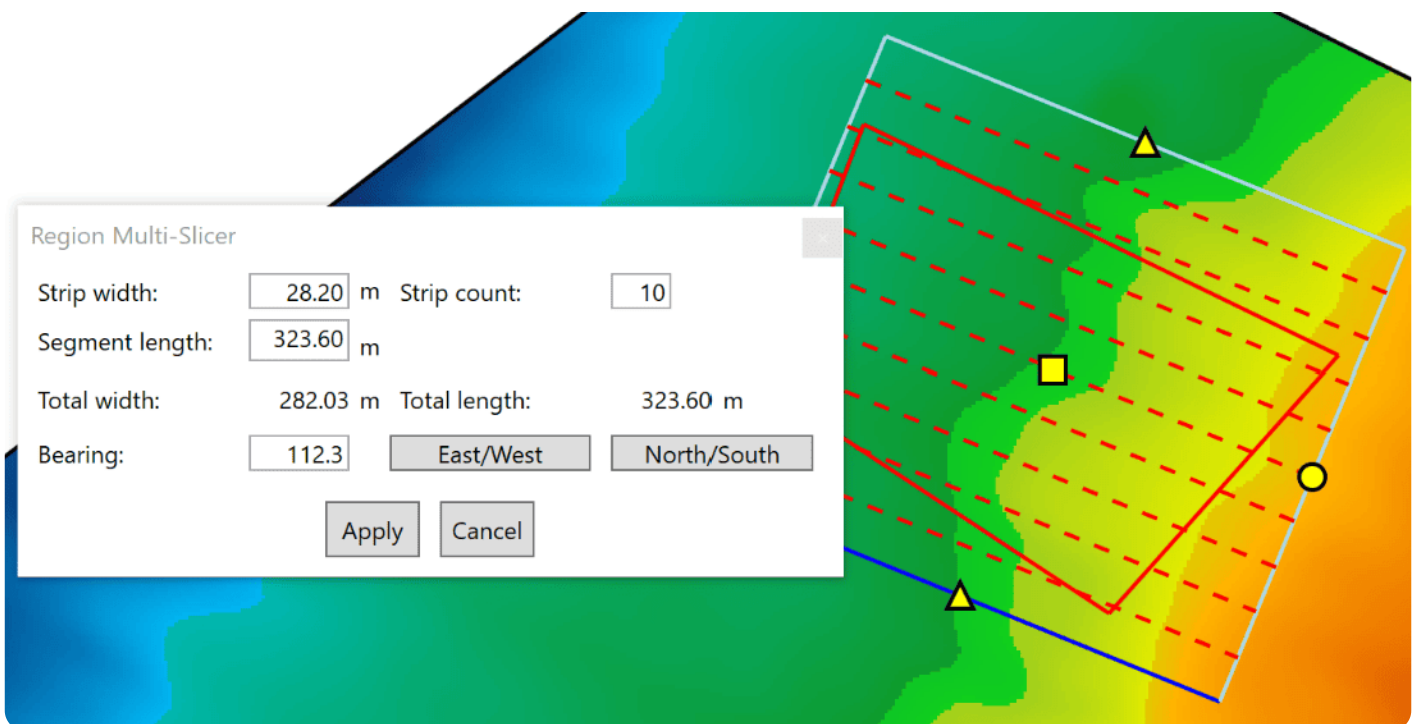 Region Multi-Slicer
Strip width: 28.20 m Strip count: 10
Segment length: 323.60 m
Total width: 282.03 m Total length: 323.60 m
Bearing: 112.3 East/West North/South
Apply Cancel